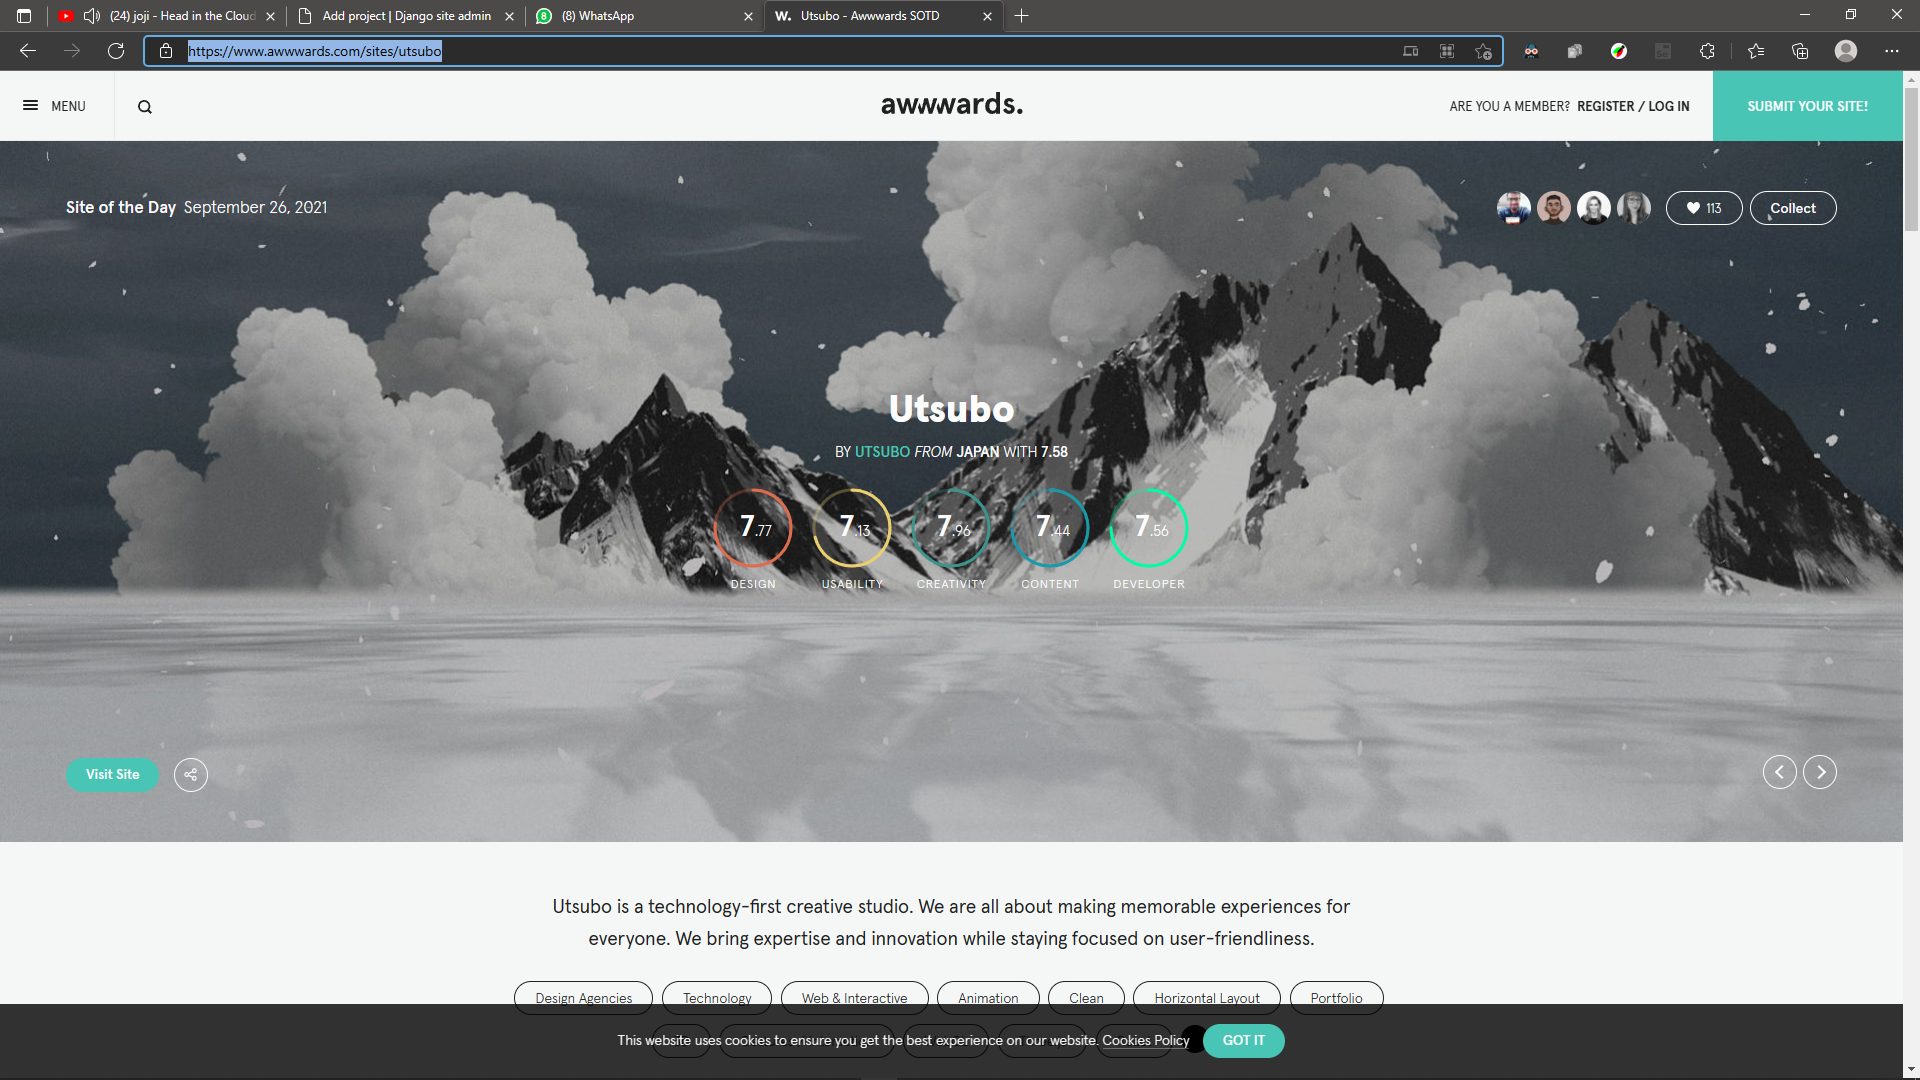 (24) joji - Head in the Cloud
Add project | Django site admin
8
(8) WhatsApp
W.
Utsubo - Awwwards SOTD
https://www.awwwards.com/sites/utsubo
MENU
awwwards.
ARE YOU A MEMBER? REGISTER / LOG IN
SUBMIT YOUR SITE!
Site of the Day September 26, 2021
113
Collect
Utsubo
BY UTSUBO FROM JAPAN WITH 7.58
7.77
7.13
7.96
7.44
7.56
DESIGN
USABILITY
CREATIVITY
CONTENT
DEVELOPER
Visit Site
Utsubo is a technology-first creative studio. We are all about making memorable experiences for
everyone. We bring expertise and innovation while staying focused on user-friendliness.
Design Agencies
Technology
Web & Interactive
Animation
Clean
Horizontal Layout
Portfolio
This website uses cookies to ensure you get the best experience on our website. Cookies Policy
GOT IT